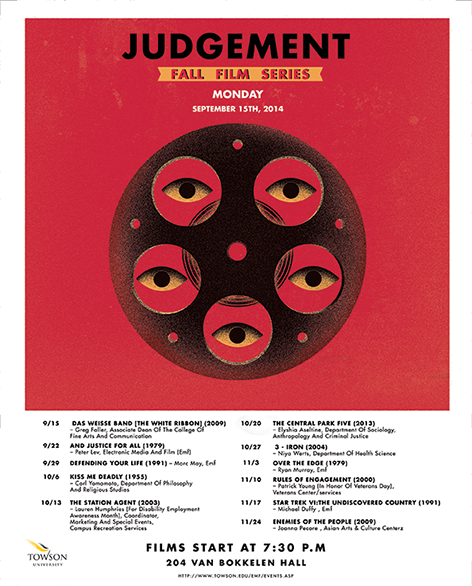 JUDGEMENT
FALL FILM SERIES
MONDAY
SEPTEMBER 15TH, 2014
9/15 DAS WEISSE BAND [THE WHITE RIBBON] (2009)
– Greg Faller, Associate Dean Of The College Of
Fine Arts And Communication
9/22 AND JUSTICE FOR ALL (1979)
– Peter Lev, Electronic Media And Film (Emf)
9/29 DEFENDING YOUR LIFE (1991) – Marc May, Emf
10/6 KISS ME DEADLY (1955)
– Carl Yamamoto, Department Of Philosophy
And Religious Studies
10/13 THE STATION AGENT (2003)
– Lauren Humphries [For Disability Employment
Awareness Month], Coordinator,
Marketing And Special Events,
Campus Recreation Services
10/20 THE CENTRAL PARK FIVE (2013)
– Elyshia Aseltine, Department Of Sociology,
Anthropology And Criminal Justice
10/27 3 - IRON (2004)
– Niya Werts, Department Of Health Science
11/3 OVER THE EDGE (1979)
– Ryan Murray, Emf
11/10 RULES OF ENGAGEMENT (2000)
– Patrick Young (In Honor Of Veterans Day),
Veterans Center/services
11/17 STAR TREK VI:THE UNDISCOVERED COUNTRY (1991)
– Michael Duffy , Emf
11/24 ENEMIES OF THE PEOPLE (2009)
– Joanna Pecore , Asian Arts & Culture Centerz
TOWSON
UNIVERSITY
FILMS START AT 7:30 P.M
204 VAN BOKKELEN HALL
HTTP://WWW.TOWSON.EDU/EMF/EVENTS.ASP